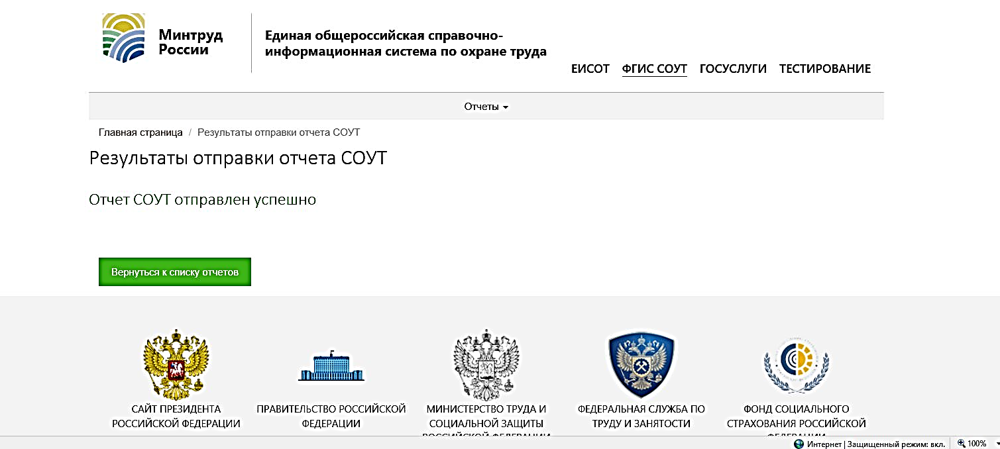 Минтруд
России
Единая общероссийская справочно-
информационная система по охране труда
ЕИСОТ ФГИС СОУТ ГОСУСЛУГИ ТЕСТИРОВАНИЕ
Отчеты
Главная страница / Результаты отправки отчета СОУТ
Результаты отправки отчета СОУТ
Отчет СОУТ отправлен успешно
Вернуться к списку отчетов
САЙТ ПРЕЗИДЕНТА
РОССИЙСКОЙ ФЕДЕРАЦИИ
ПРАВИТЕЛЬСТВО РОССИЙСКОЙ
ФЕДЕРАЦИИ
МИНИСТЕРСТВО ТРУДА И
СОЦИАЛЬНОЙ ЗАЩИТЫ
РОССИЙСКОЙ ФЕДЕРАЦИИ
ФЕДЕРАЛЬНАЯ СЛУЖБА ПО
ТРУДУ И ЗАНЯТОСТИ
ФОНД СОЦИАЛЬНОГО
СТРАХОВАНИЯ РОССИЙСКОЙ
ФЕДЕРАЦИИ
Интернет | Защищенный режим: вкл.
100%